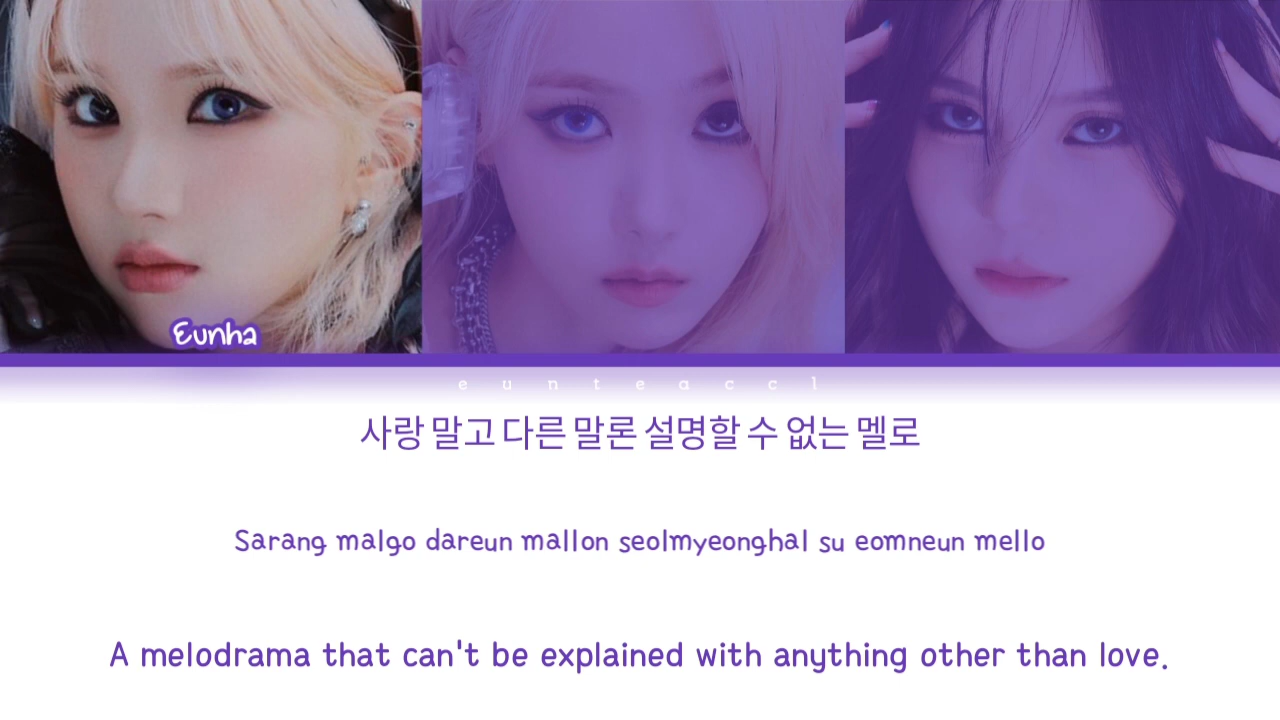 Eunha
e u n t e a c c 1
사랑 말고 다른 말론 설명할 수 없는 멜로
Sarang malgo dareun mallon seolmyeonghal su eomneun mello
A melodrama that can't be explained with anything other than love.